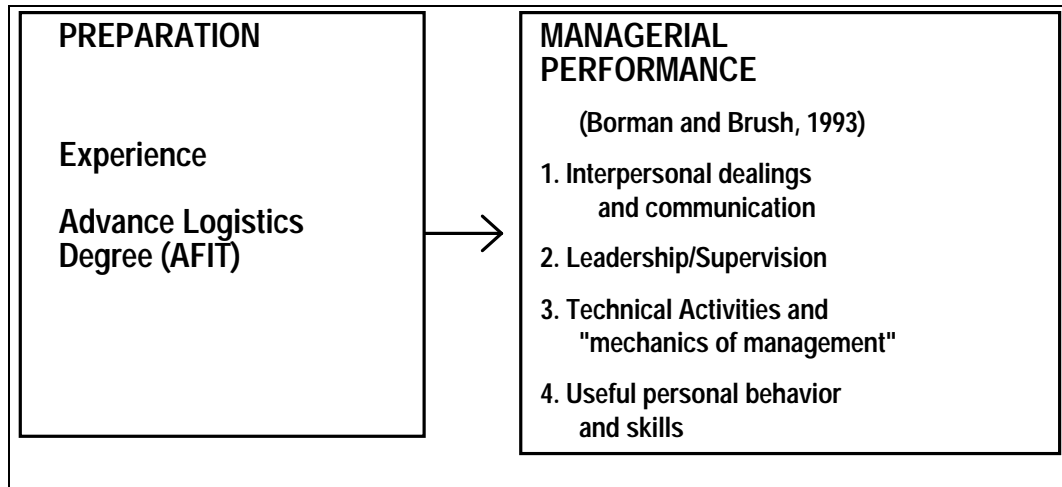 PREPARATION
Experience
Advance Logistics
Degree (AFIT)
MANAGERIAL
PERFORMANCE
(Borman and Brush, 1993)
1. Interpersonal dealings
and communication
2. Leadership/Supervision
3. Technical Activities and
"mechanics of management"
4. Useful personal behavior
and skills